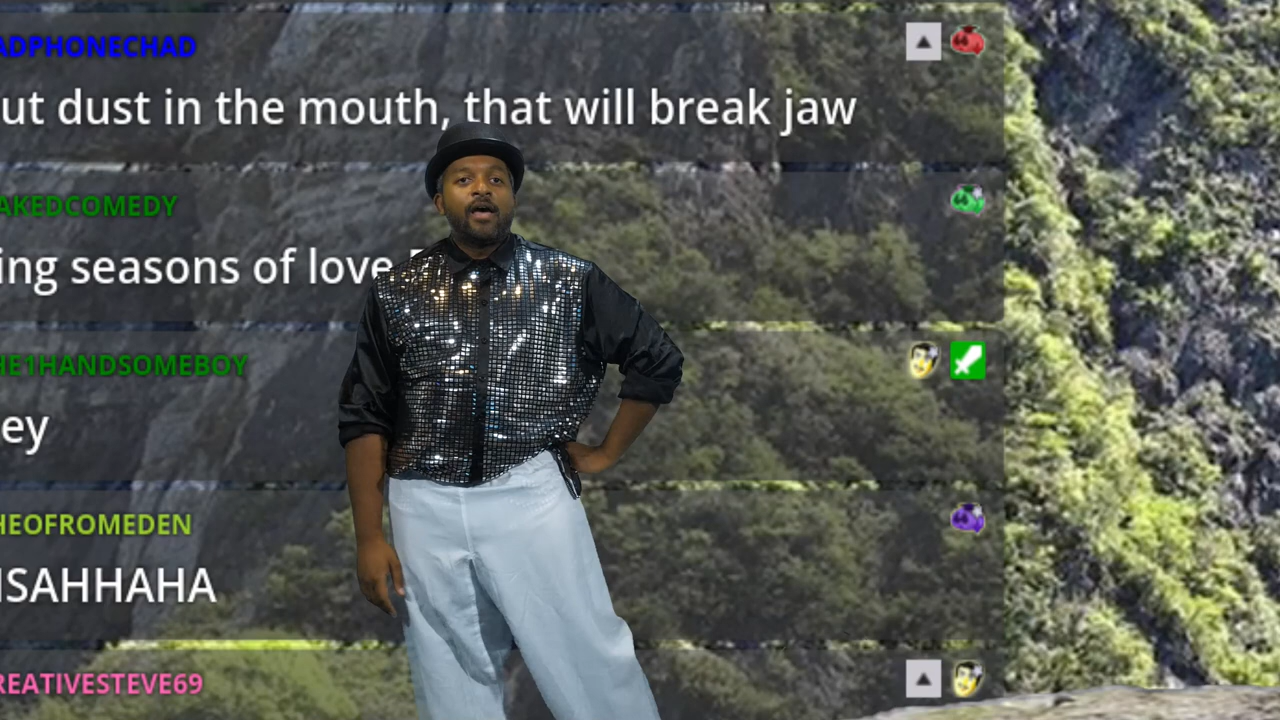 ADPHONECHAD
ut dust in the mouth, that will break jaw
AKEDCOMEDY
ing seasons of love
HE1HANDSOMEBOY
ey
HEOFROMEDEN
ISAHHAHA
REATIVESTEVE69